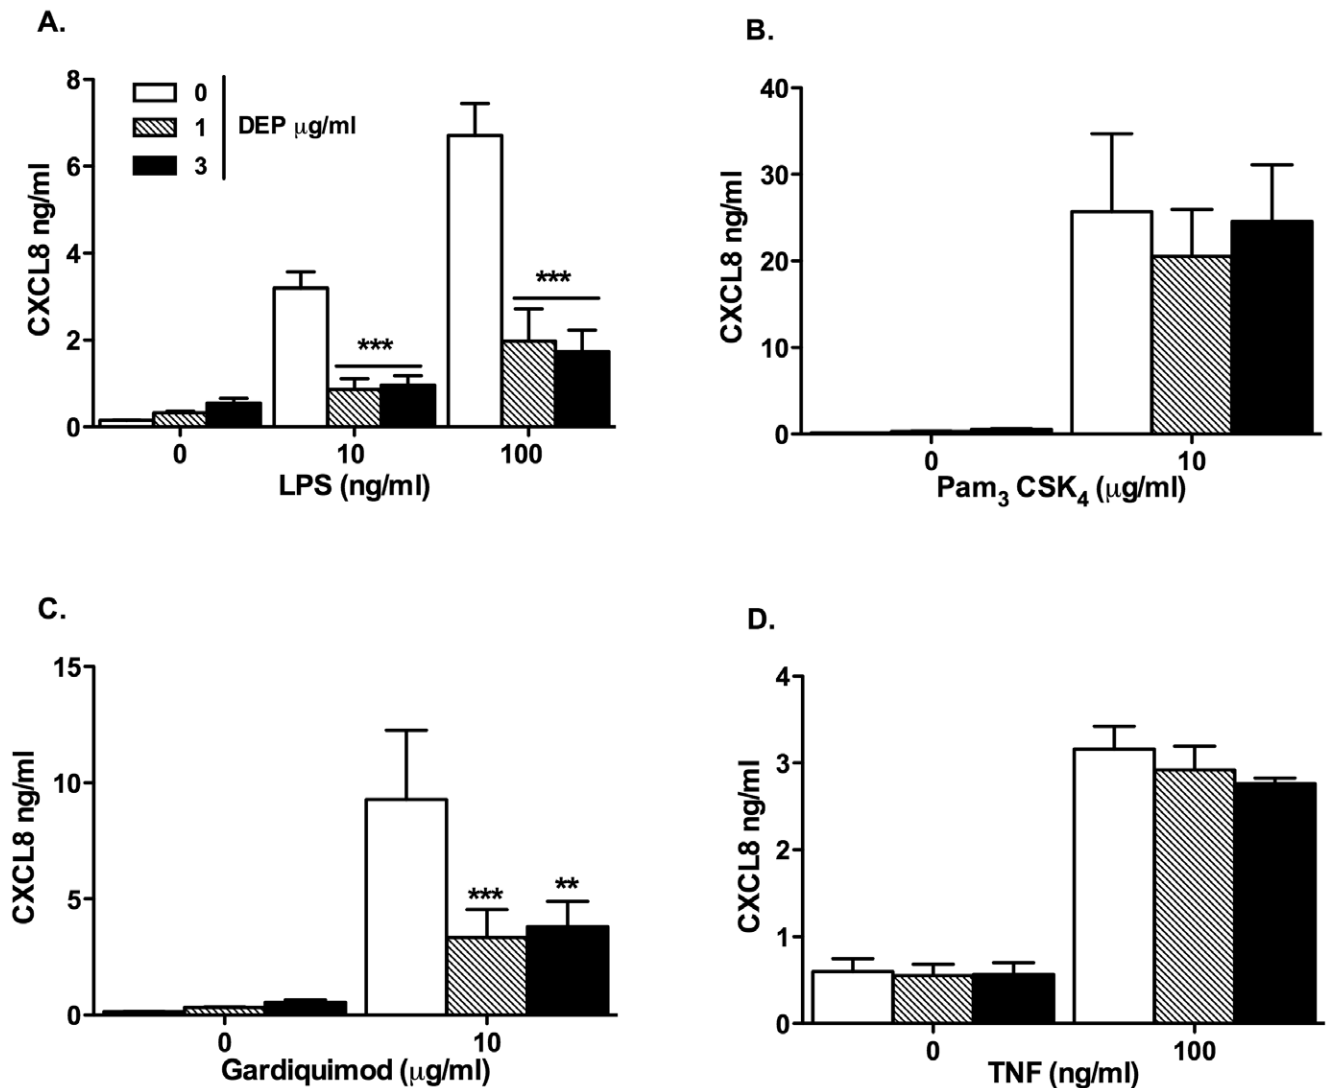 A.
8
6
4
2
0
CXCL8 ng/ml
0
1
3
DEP μg/ml
***
***
0 10 100
LPS (ng/ml)
B.
40
30
20
10
0
CXCL8 ng/ml
0 10
Pam₃ CSK₄ (μg/ml)
C.
15
10
5
0
CXCL8 ng/ml
*** **
0 10
Gardiquimod (μg/ml)
D.
4
3
2
1
0
CXCL8 ng/ml
0 100
TNF (ng/ml)